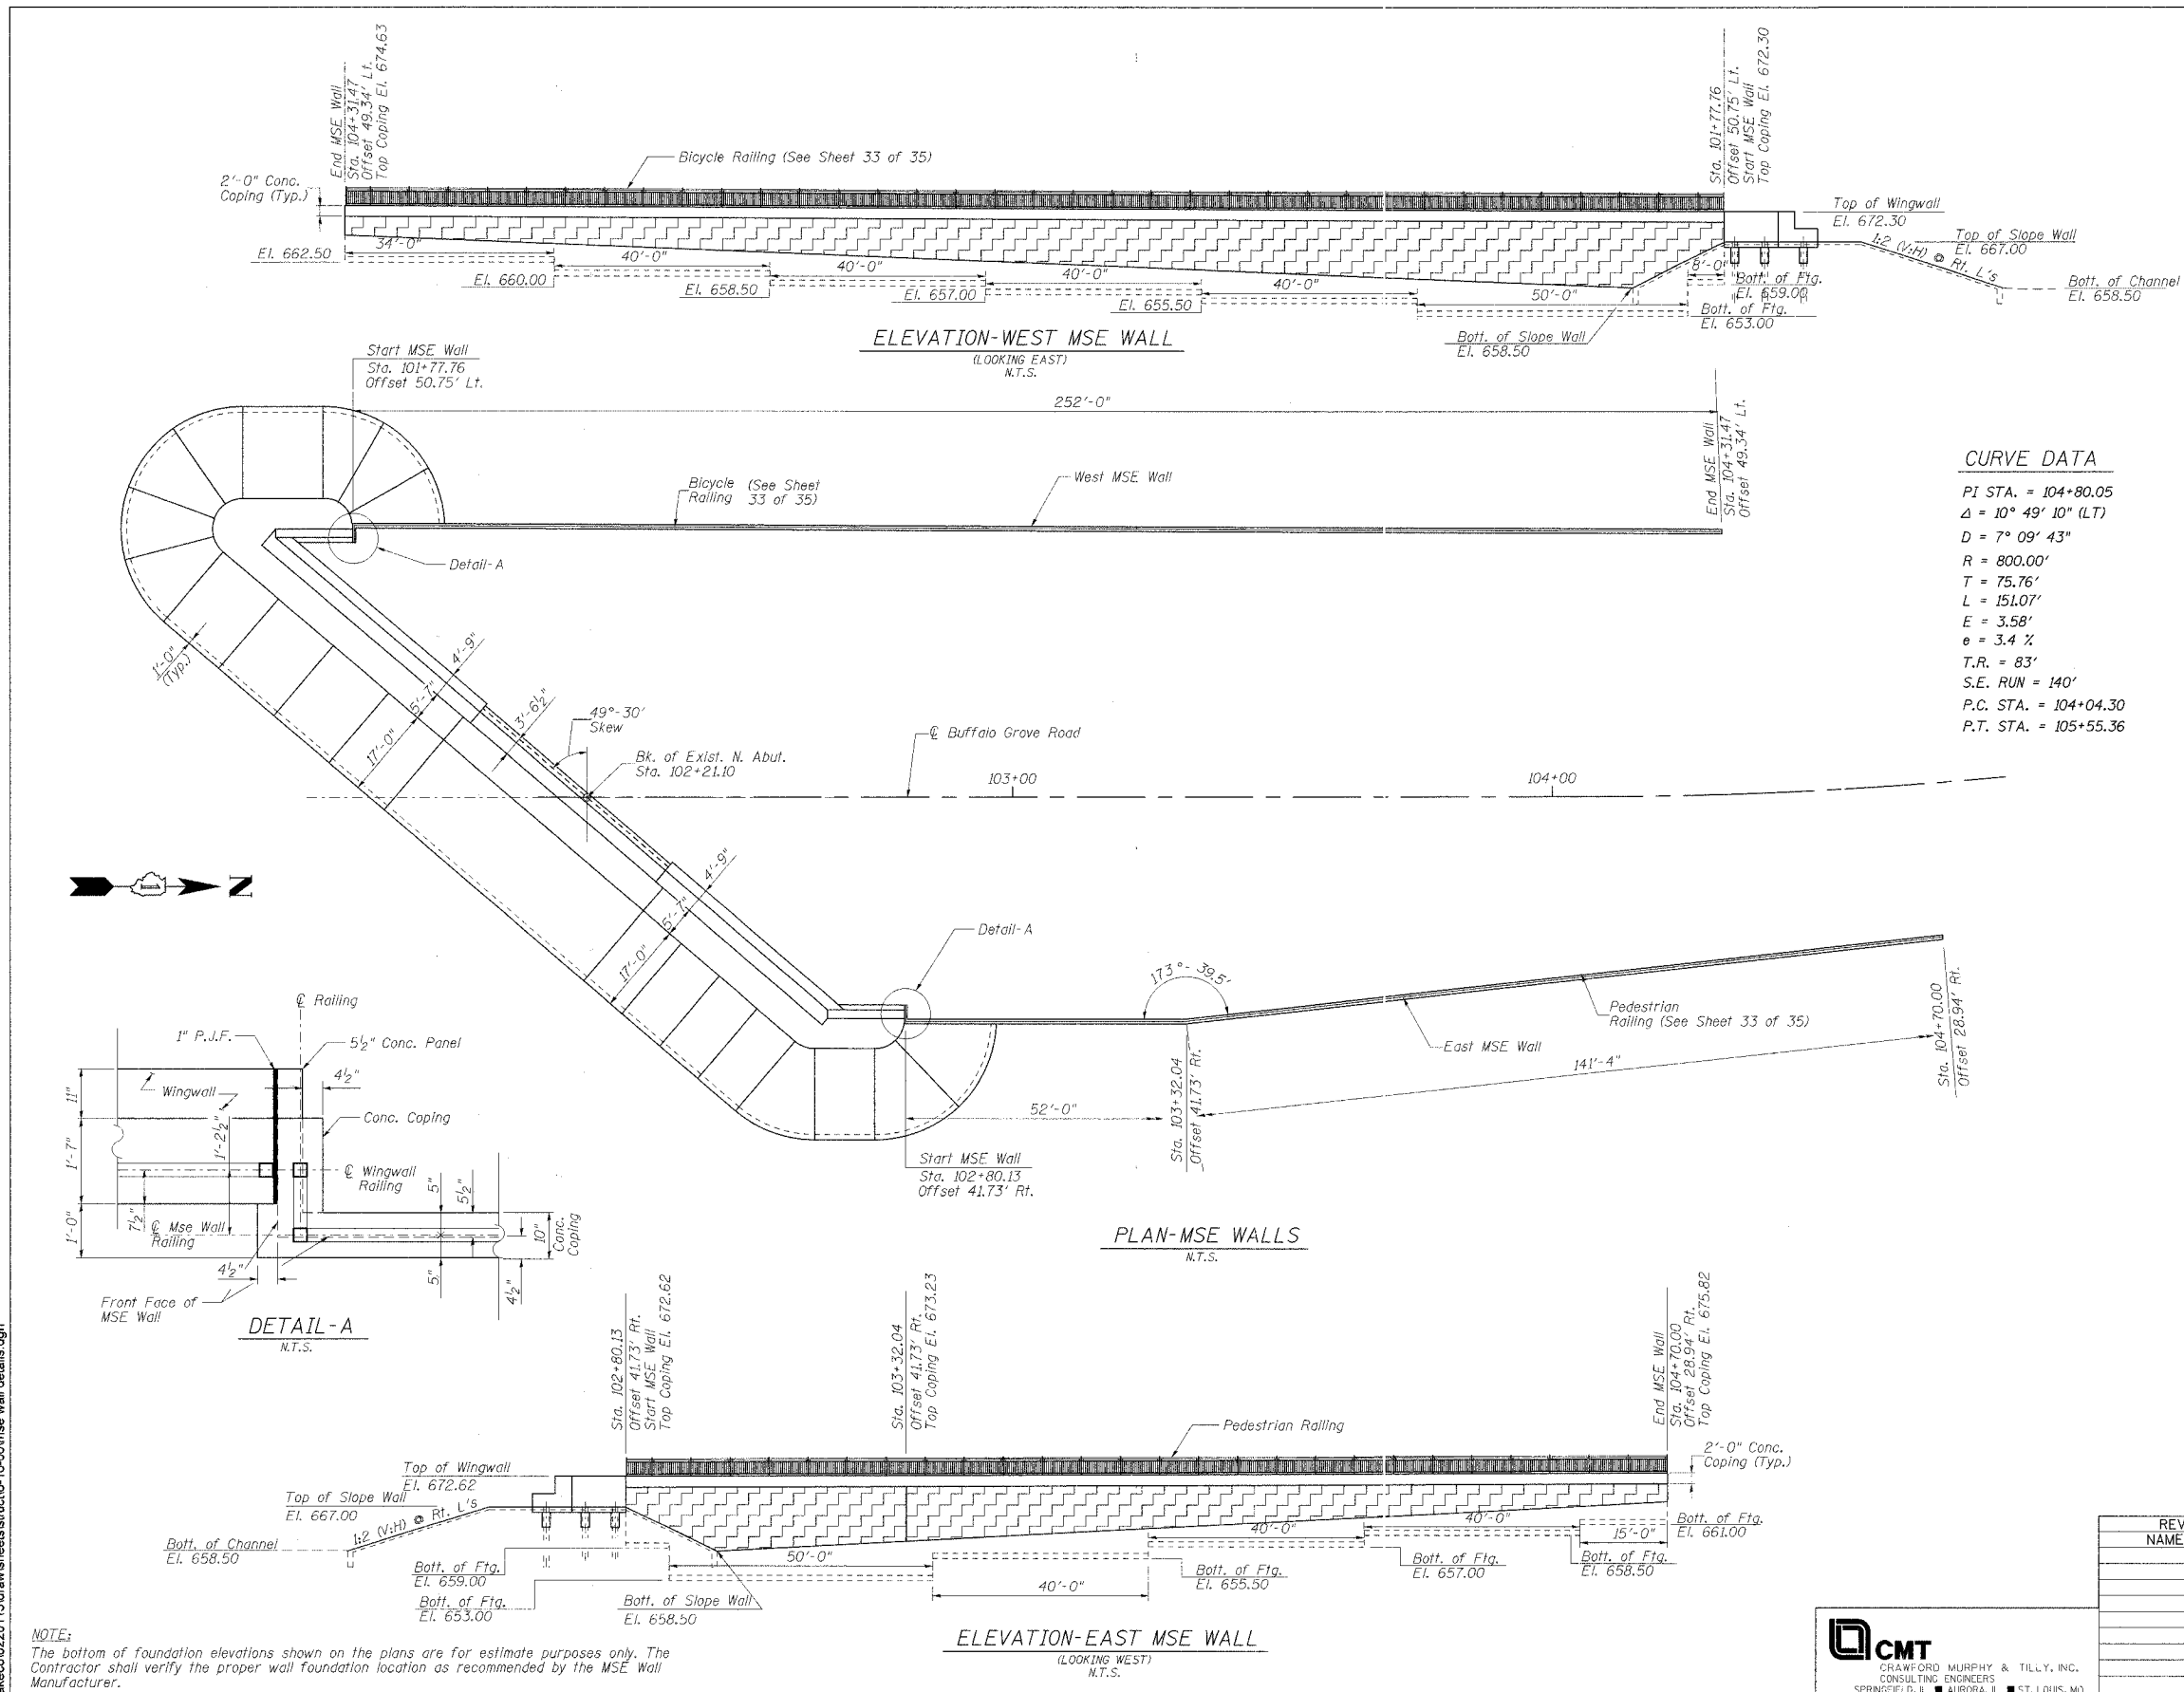 End MSE Wall
Sta. 104+31.47
Offset 49.34' Lt.
Top Coping El. 674.63
Sta. 101+77.76
Offset 50.75' Lt.
Start MSE Wall
Top Coping El. 672.30
Bicycle Railing (See Sheet 33 of 35)
2'-0" Conc.
Coping (Typ.)
Top of Wingwall
El. 672.30
1:2 (V:H) @ Rt. L's
Top of Slope Wall
El. 667.00
Bott. of Channel
El. 658.50
El. 662.50
34'-0"
El. 660.00
40'-0"
El. 658.50
40'-0"
El. 657.00
40'-0"
El. 655.50
40'-0"
50'-0"
8'-0"
Bott. of Ftg.
El. 659.00
Bott. of Ftg.
El. 653.00
Bott. of Slope Wall
El. 658.50
ELEVATION-WEST MSE WALL
(LOOKING EAST)
N.T.S.
Start MSE Wall
Sta. 101+77.76
Offset 50.75' Lt.
252'-0"
End MSE Wall
Sta. 104+31.47
Offset 49.34' Lt.
Bicycle (See Sheet
Railing 33 of 35)
West MSE Wall
Detail-A
CURVE DATA
PI STA. = 104+80.05
Δ = 10° 49' 10" (LT)
D = 7° 09' 43"
R = 800.00'
T = 75.76'
L = 151.07'
E = 3.58'
e = 3.4 %
T.R. = 83'
S.E. RUN = 140'
P.C. STA. = 104+04.30
P.T. STA. = 105+55.36
1'-0"
(Typ.)
4'-9"
5'-7"
17'-0"
3'-6½"
49°-30'
Skew
Bk. of Exist. N. Abut.
Sta. 102+21.10
℄ Buffalo Grove Road
103+00
104+00
N
4'-9"
5'-7"
17'-0"
Detail-A
173°- 39.5'
Pedestrian
Railing (See Sheet 33 of 35)
East MSE Wall
141'-4"
52'-0"
Sta. 103+32.04
Offset 41.73' Rt.
Sta. 104+70.00
Offset 28.94' Rt.
Start MSE Wall
Sta. 102+80.13
Offset 41.73' Rt.
PLAN-MSE WALLS
N.T.S.
℄ Railing
1" P.J.F.
5½" Conc. Panel
4½"
Wingwall
Conc. Coping
11"
1'-7"
1'-0"
1'-2½"
℄ Wingwall
Railing
7½"
℄ Mse Wall
Railing
5"
5½"
10"
Conc.
Coping
4½"
5"
4½"
Front Face of
MSE Wall
DETAIL-A
N.T.S.
Sta. 102+80.13
Offset 41.73' Rt.
Start MSE Wall
Top Coping El. 672.62
Sta. 103+32.04
Offset 41.73' Rt.
Top Coping El. 673.23
End MSE Wall
Sta. 104+70.00
Offset 28.94' Rt.
Top Coping El. 675.82
Pedestrian Railing
2'-0" Conc.
Coping (Typ.)
Top of Wingwall
El. 672.62
Top of Slope Wall
El. 667.00
1:2 (V:H) @ Rt. L's
Bott. of Channel
El. 658.50
Bott. of Ftg.
El. 659.00
Bott. of Ftg.
El. 653.00
50'-0"
Bott. of Slope Wall
El. 658.50
40'-0"
Bott. of Ftg.
El. 655.50
40'-0"
Bott. of Ftg.
El. 657.00
40'-0"
Bott. of Ftg.
El. 658.50
15'-0"
Bott. of Ftg.
El. 661.00
ELEVATION-EAST MSE WALL
(LOOKING WEST)
N.T.S.
NOTE:
The bottom of foundation elevations shown on the plans are for estimate purposes only. The
Contractor shall verify the proper wall foundation location as recommended by the MSE Wall
Manufacturer.
REV
NAME
CMT
CRAWFORD MURPHY & TILLY, INC.
CONSULTING ENGINEERS
SPRINGFIELD, IL AURORA, IL ST. LOUIS, MO